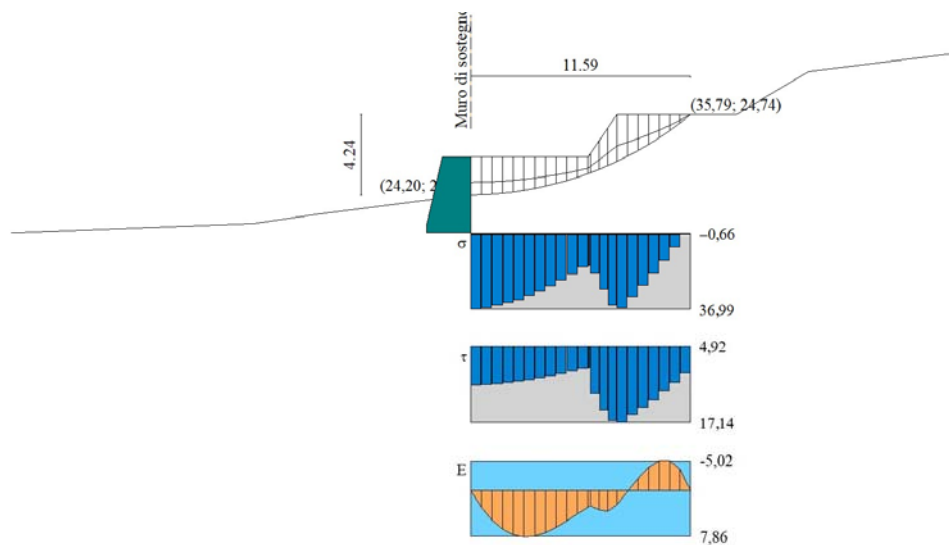 Muro di sostegno
11.59
(35,79; 24,74)
4.24
(24,20; 2
σ
–0,66
36,99
τ
4,92
17,14
E
-5,02
7,86